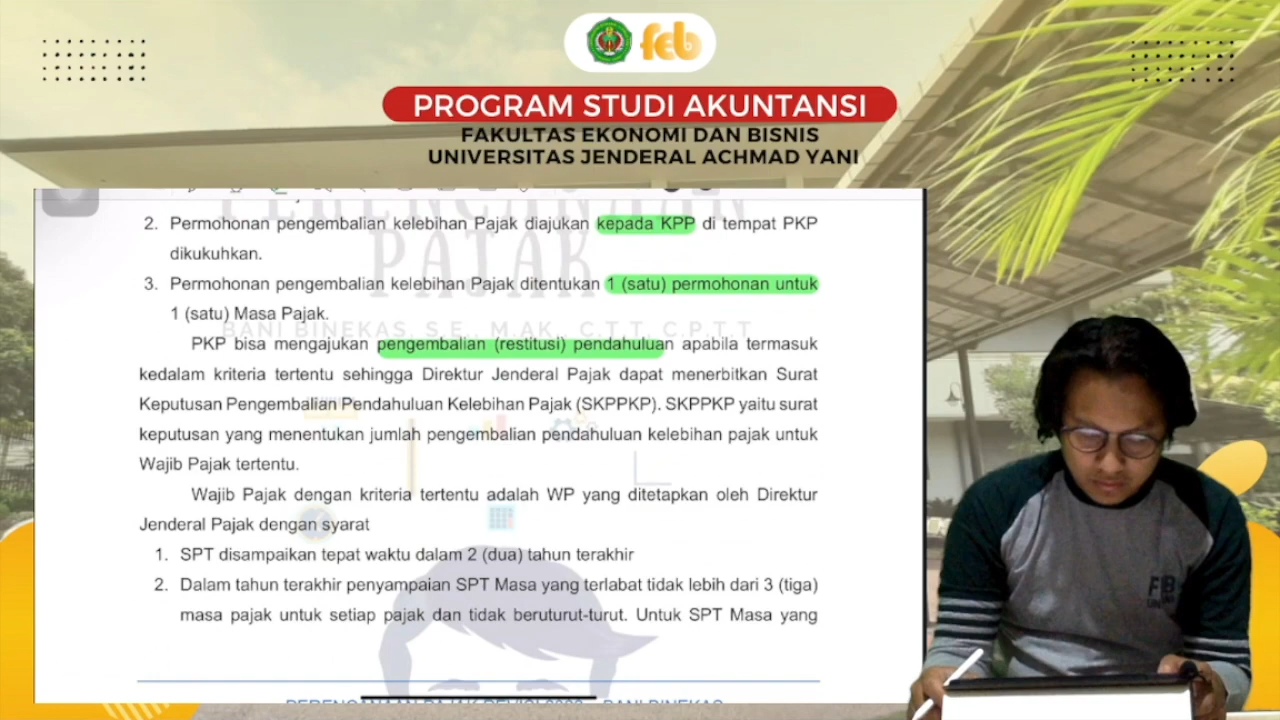 feb
PROGRAM STUDI AKUNTANSI
FAKULTAS EKONOMI DAN BISNIS
UNIVERSITAS JENDERAL ACHMAD YANI
PERENCANAAN
PAJAK
BANI BINEKAS, S.E., M.AK., C.T.T, C.P.T.T
2. Permohonan pengembalian kelebihan Pajak diajukan kepada KPP di tempat PKP
dikukuhkan.
3. Permohonan pengembalian kelebihan Pajak ditentukan 1 (satu) permohonan untuk
1 (satu) Masa Pajak.
PKP bisa mengajukan pengembalian (restitusi) pendahuluan apabila termasuk
kedalam kriteria tertentu sehingga Direktur Jenderal Pajak dapat menerbitkan Surat
Keputusan Pengembalian Pendahuluan Kelebihan Pajak (SKPPKP). SKPPKP yaitu surat
keputusan yang menentukan jumlah pengembalian pendahuluan kelebihan pajak untuk
Wajib Pajak tertentu.
Wajib Pajak dengan kriteria tertentu adalah WP yang ditetapkan oleh Direktur
Jenderal Pajak dengan syarat
1. SPT disampaikan tepat waktu dalam 2 (dua) tahun terakhir
2. Dalam tahun terakhir penyampaian SPT Masa yang terlabat tidak lebih dari 3 (tiga)
masa pajak untuk setiap pajak dan tidak beruturut-turut. Untuk SPT Masa yang